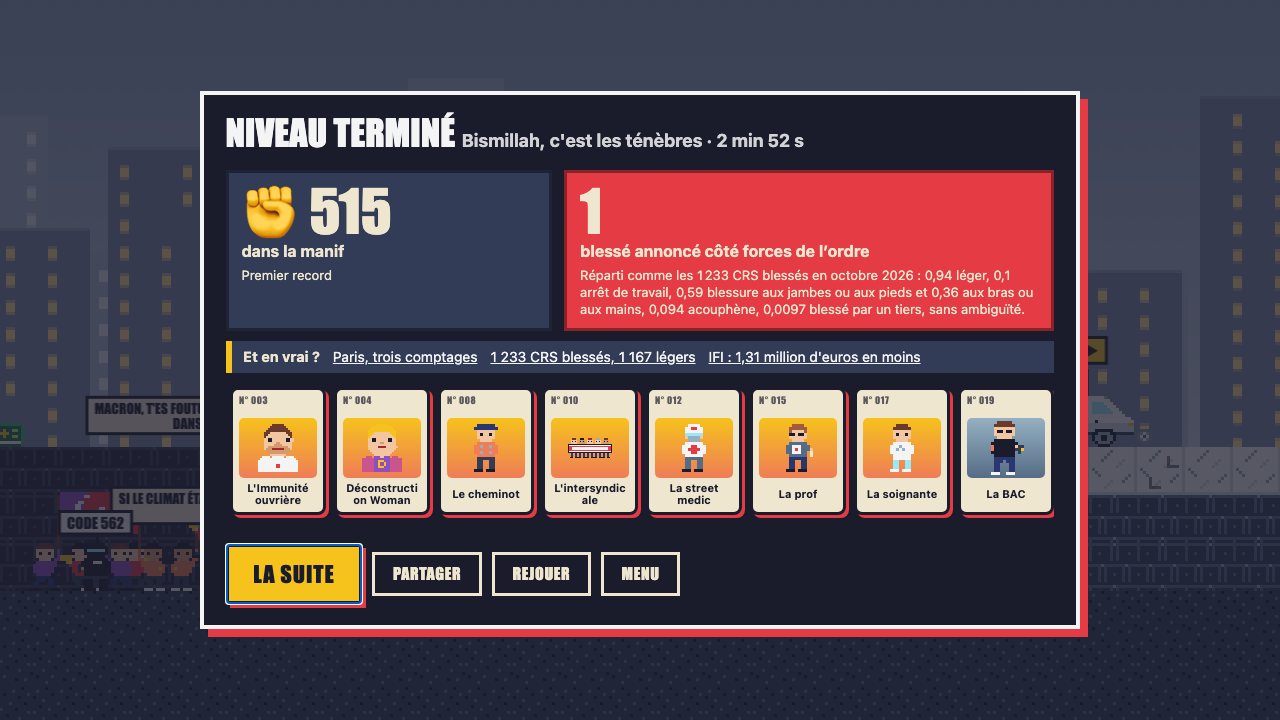 NIVEAU TERMINÉ Bismillah, c'est les ténèbres · 2 min 52 s
✊ 515
dans la manif
Premier record
1
blessé annoncé côté forces de l'ordre
Réparti comme les 1 233 CRS blessés en octobre 2026 : 0,94 léger, 0,1
arrêt de travail, 0,59 blessure aux jambes ou aux pieds et 0,36 aux bras ou
aux mains, 0,094 acouphène, 0,0097 blessé par un tiers, sans ambiguïté.
Et en vrai ? Paris, trois comptages 1 233 CRS blessés, 1 167 légers IFI : 1,31 million d'euros en moins
N° 003
L'Immunité
ouvrière
N° 004
Déconstructi
on Woman
N° 008
Le cheminot
N° 010
L'intersyndic
ale
N° 012
La street
medic
N° 015
La prof
N° 017
La soignante
N° 019
La BAC
MACRON, T'ES FOUT
DANS
SI LE CLIMAT ÉT
CODE 562
LA SUITE
PARTAGER
REJOUER
MENU